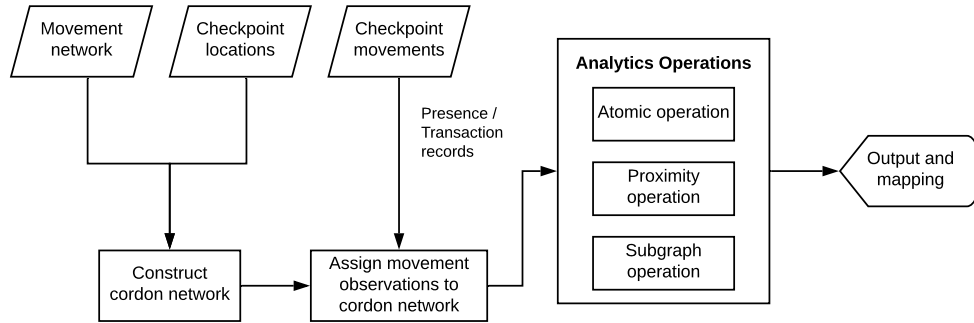 Movement
network
Checkpoint
locations
Checkpoint
movements
Presence /
Transaction
records
Construct
cordon network
Assign movement
observations to
cordon network
Analytics Operations
Atomic operation
Proximity
operation
Subgraph
operation
Output and
mapping